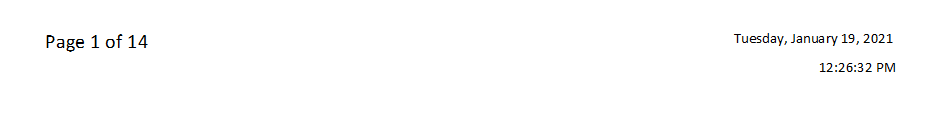 Page 1 of 14
Tuesday, January 19, 2021
12:26:32 PM